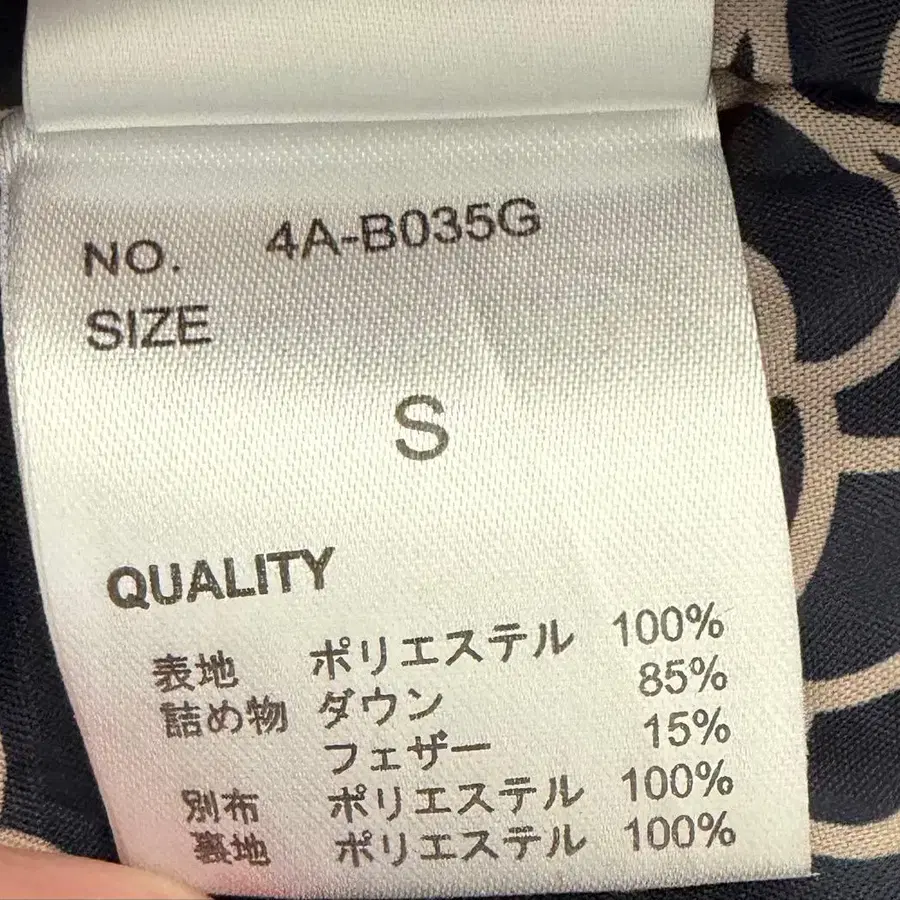 NO. 4A-B035G
SIZE
S
QUALITY
表地 ポリエステル 100%
詰め物 ダウン 85%
フェザー 15%
別布 ポリエステル 100%
裏地 ポリエステル 100%